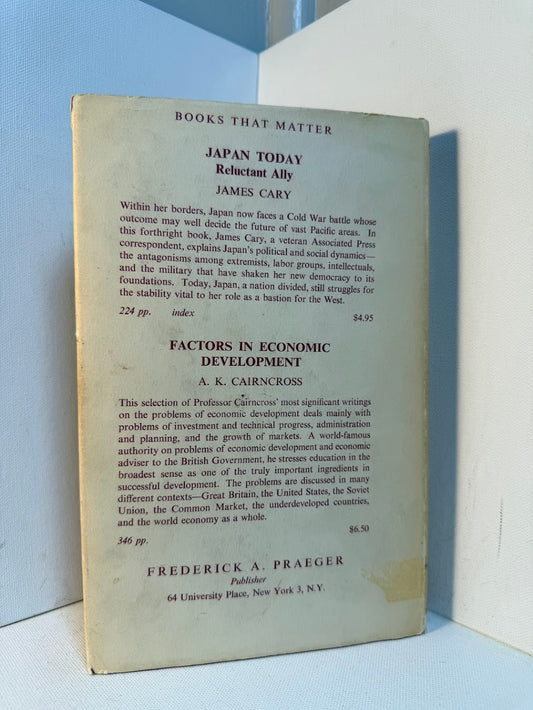 BOOKS THAT MATTER
JAPAN TODAY
Reluctant Ally
JAMES CARY
Within her borders, Japan now faces a Cold War battle whose
outcome may well decide the future of vast Pacific areas. In
this forthright book, James Cary, a veteran Associated Press
correspondent, explains Japan's political and social dynamics—
the antagonisms among extremists, labor groups, intellectuals,
and the military that have shaken her new democracy to its
foundations. Today, Japan, a nation divided, still struggles for
the stability vital to her role as a bastion for the West.
224 pp. index $4.95
FACTORS IN ECONOMIC
DEVELOPMENT
A. K. CAIRNCROSS
This selection of Professor Cairncross' most significant writings
on the problems of economic development deals mainly with
problems of investment and technical progress, administration
and planning, and the growth of markets. A world-famous
authority on problems of economic development and economic
adviser to the British Government, he stresses education in the
broadest sense as one of the truly important ingredients in
successful development. The problems are discussed in many
different contexts—Great Britain, the United States, the Soviet
Union, the Common Market, the underdeveloped countries,
and the world economy as a whole.
346 pp. $6.50
FREDERICK A. PRAEGER
Publisher
64 University Place, New York 3, N.Y.